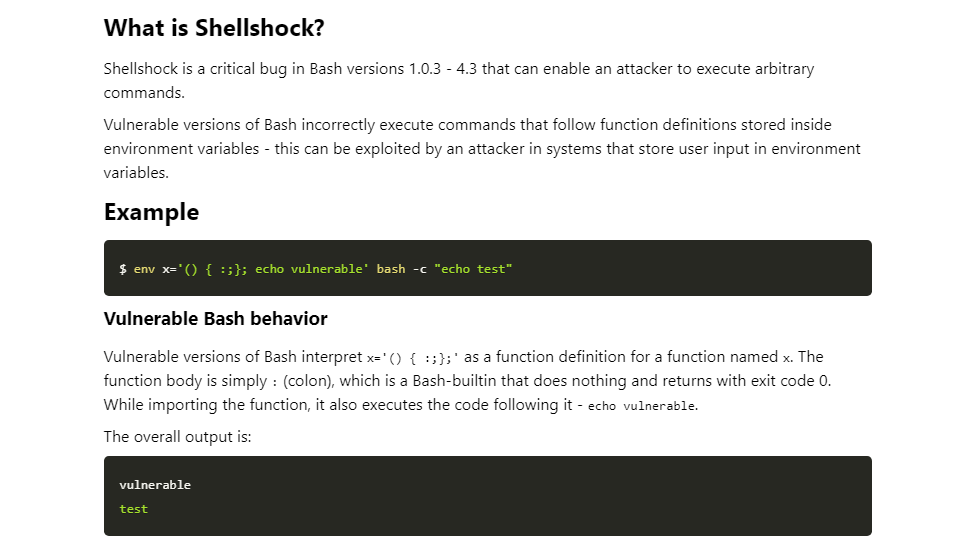 What is Shellshock?
Shellshock is a critical bug in Bash versions 1.0.3 - 4.3 that can enable an attacker to execute arbitrary
commands.
Vulnerable versions of Bash incorrectly execute commands that follow function definitions stored inside
environment variables - this can be exploited by an attacker in systems that store user input in environment
variables.
Example
$ env x='() { :;}; echo vulnerable' bash -c "echo test"
Vulnerable Bash behavior
Vulnerable versions of Bash interpret x='() { :;};' as a function definition for a function named x. The
function body is simply : (colon), which is a Bash-builtin that does nothing and returns with exit code 0.
While importing the function, it also executes the code following it - echo vulnerable.
The overall output is:
vulnerable
test